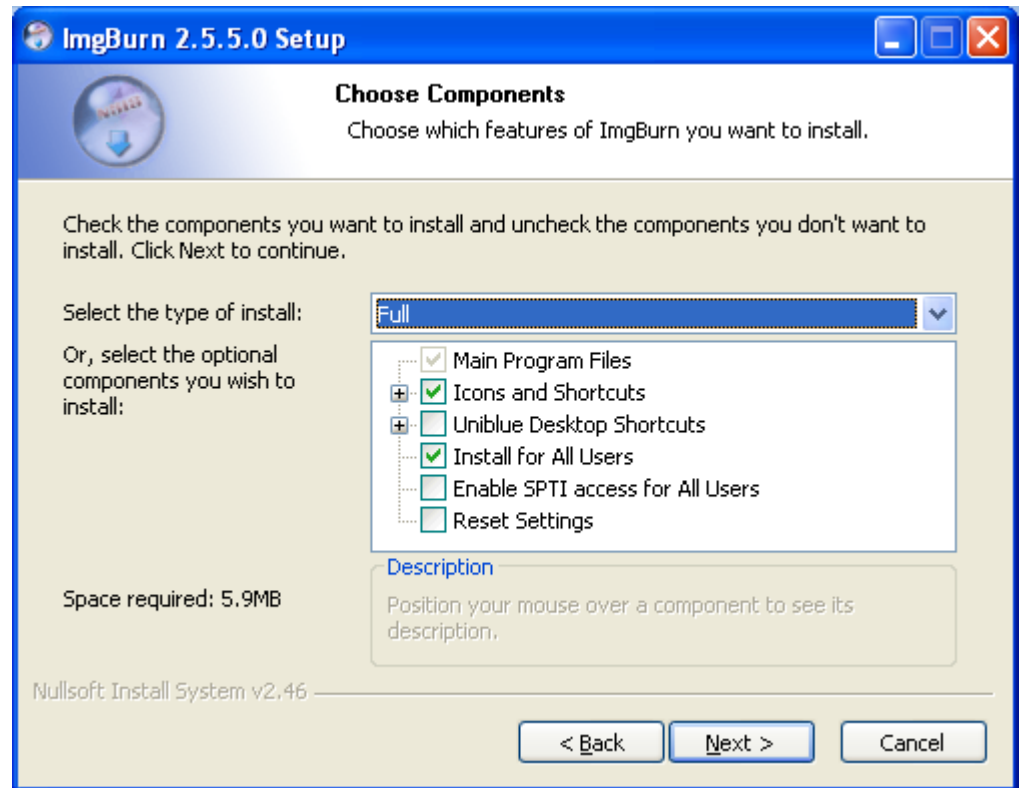 ImgBurn 2.5.5.0 Setup
Choose Components
Choose which features of ImgBurn you want to install.
Check the components you want to install and uncheck the components you don't want to
install. Click Next to continue.
Select the type of install:
Full
Or, select the optional
components you wish to
install:
Main Program Files
Icons and Shortcuts
Uniblue Desktop Shortcuts
Install for All Users
Enable SPTI access for All Users
Reset Settings
Space required: 5.9MB
Description
Position your mouse over a component to see its
description.
Nullsoft Install System v2.46
< Back
Next >
Cancel